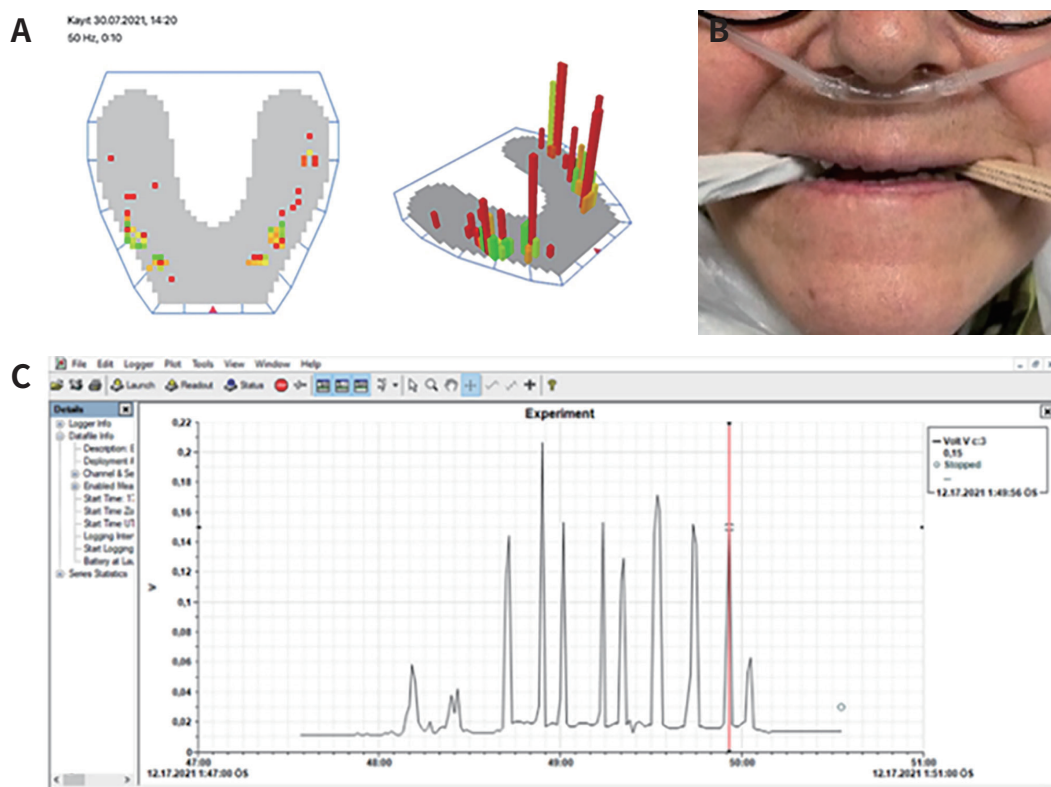 A
Kayıt 30.07.2021, 14:20
50 Hz, 0:10
B
C
File Edit Logger Plot Tools View Window Help
Launch Readout Status
Details
Logger Info
Datafile Info
Description: E
Deployment #
Channel & Se
Enabled Mea
Start Time: 1:
Start Time Zo
Start Time UT
Logging Inter
Start Logging
Battery at Lau
Series Statistics
Experiment
0,22
0,2
0,18
0,16
0,14
0,12
0,1
0,08
0,06
0,04
0,02
0
V
47:00 48:00 49:00 50:00 51:00
12.17.2021 1:47:00 ÖS 12.17.2021 1:51:00 ÖS
Volt V c:3
0,15
Stopped
12.17.2021 1:49:56 ÖS